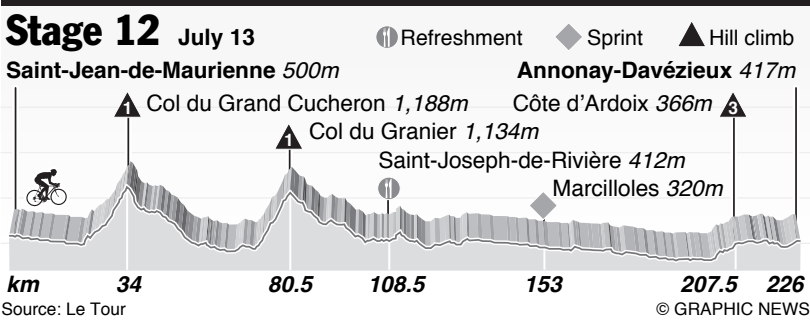 Stage 12 July 13
Refreshment Sprint Hill climb
Saint-Jean-de-Maurienne 500m
Annonay-Davézieux 417m
1 Col du Grand Cucheron 1,188m
Côte d'Ardoix 366m 3
1 Col du Granier 1,134m
Saint-Joseph-de-Rivière 412m
Marcilloles 320m
km 34 80.5 108.5 153 207.5 226
Source: Le Tour
© GRAPHIC NEWS